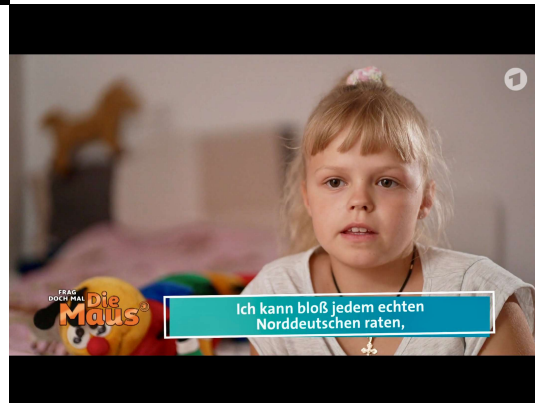 FRAG
DOCH MAL
Die
Maus
Ich kann bloß jedem echten
Norddeutschen raten,